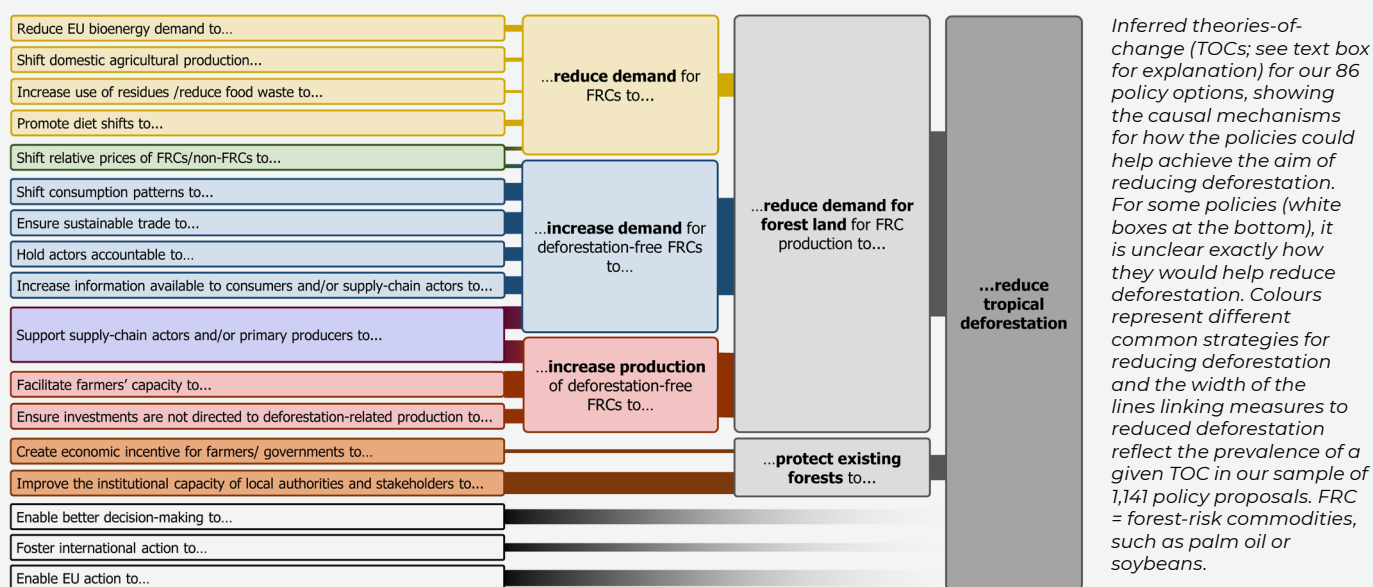 Reduce EU bioenergy demand to...
Shift domestic agricultural production...
Increase use of residues /reduce food waste to...
Promote diet shifts to...
Shift relative prices of FRCs/non-FRCs to...
Shift consumption patterns to...
Ensure sustainable trade to...
Hold actors accountable to...
Increase information available to consumers and/or supply-chain actors to...
Support supply-chain actors and/or primary producers to...
Facilitate farmers' capacity to...
Ensure investments are not directed to deforestation-related production to...
Create economic incentive for farmers/ governments to...
Improve the institutional capacity of local authorities and stakeholders to...
Enable better decision-making to...
Foster international action to...
Enable EU action to...
...reduce demand for
FRCs to...
...increase demand for
deforestation-free FRCs
to...
...increase production
of deforestation-free
FRCs to...
...reduce demand for
forest land for FRC
production to...
...protect existing
forests to...
...reduce
tropical
deforestation
Inferred theories-of-
change (TOCs; see text box
for explanation) for our 86
policy options, showing
the causal mechanisms
for how the policies could
help achieve the aim of
reducing deforestation.
For some policies (white
boxes at the bottom), it
is unclear exactly how
they would help reduce
deforestation. Colours
represent different
common strategies for
reducing deforestation
and the width of the
lines linking measures to
reduced deforestation
reflect the prevalence of a
given TOC in our sample of
1,141 policy proposals. FRC
= forest-risk commodities,
such as palm oil or
soybeans.